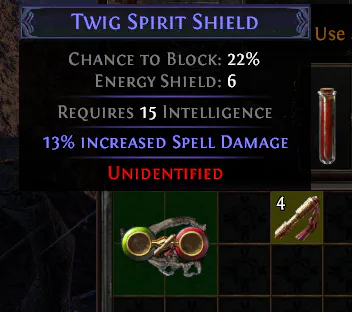 Twig Spirit Shield
Chance to Block: 22%
Energy Shield: 6
Requires 15 Intelligence
13% increased Spell Damage
Unidentified
Use
4